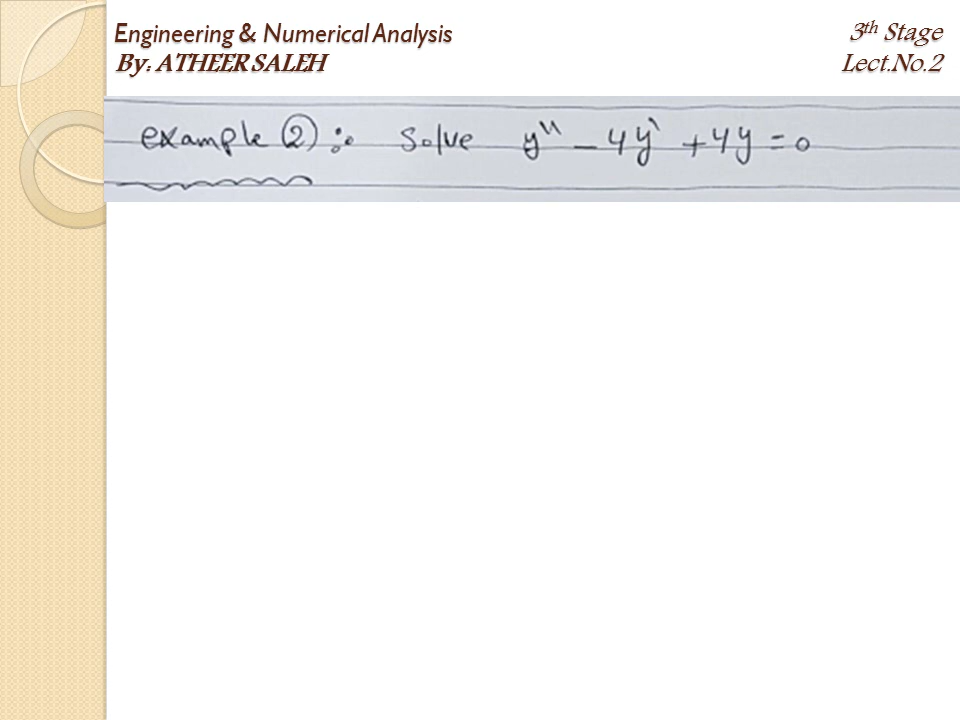 Engineering & Numerical Analysis
3th Stage
By: ATHEER SALEH
Lect.No.2
example ② : Solve y'' - 4y' + 4y = 0